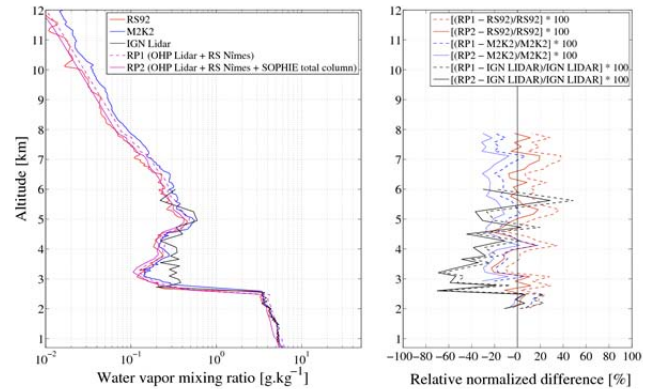 12
11
10
9
8
7
6
5
4
3
2
1
Altitude [km]
RS92
M2K2
IGN Lidar
RP1 (OHP Lidar + RS Nîmes)
RP2 (OHP Lidar + RS Nîmes + SOPHIE total column)
10⁻² 10⁻¹ 10⁰ 10¹
Water vapor mixing ratio [g.kg⁻¹]
12
11
10
9
8
7
6
5
4
3
2
1
[(RP1 − RS92)/RS92] * 100
[(RP2 − RS92)/RS92] * 100
[(RP1 − M2K2)/M2K2] * 100
[(RP2 − M2K2)/M2K2] * 100
[(RP1 − IGN LIDAR)/IGN LIDAR] * 100
[(RP2 − IGN LIDAR)/IGN LIDAR] * 100
−100 −80 −60 −40 −20 −0 20 40 60 80 100
Relative normalized difference [%]